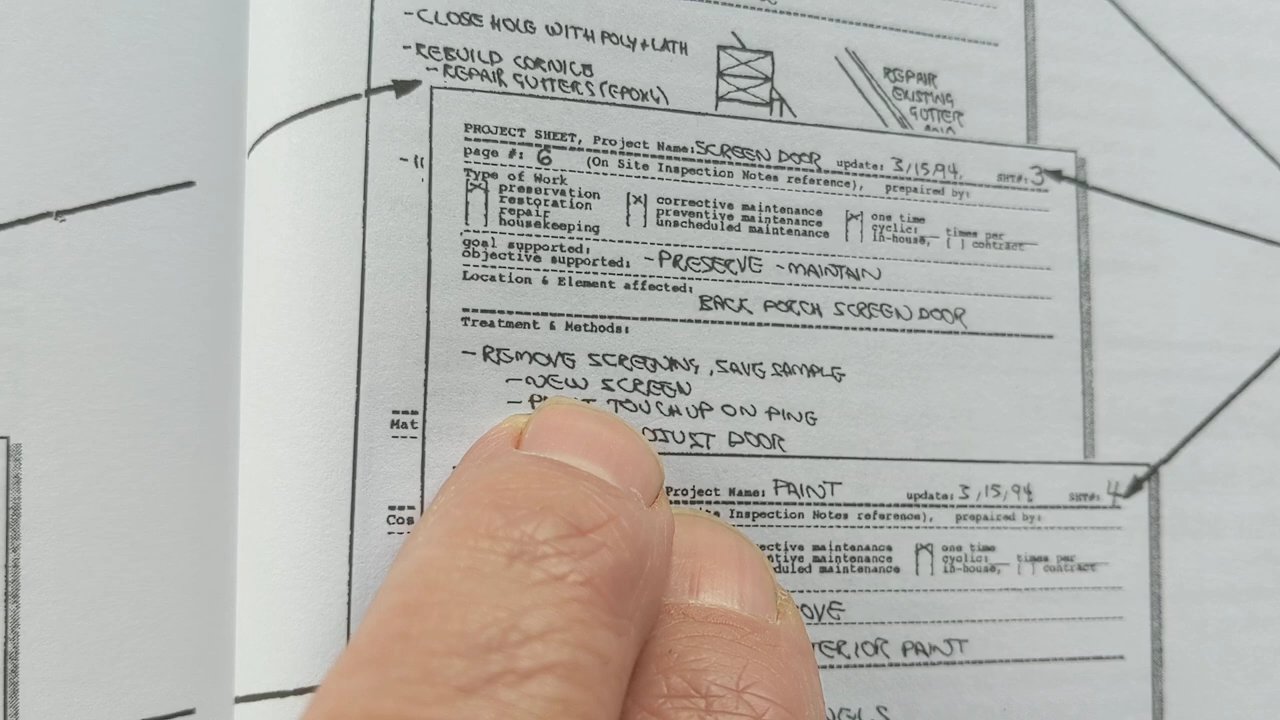 -CLOSE HOLE WITH POLY+LATH
-REBUILD CORNICE
-REPAIR GUTTERS (EPOXY)
REPAIR
EXISTING
GUTTER
PROJECT SHEET, Project Name: SCREEN DOOR update: 3/15/94, SHT#: 3
page #: 6 (On Site Inspection Notes reference), prepaired by:
Type of Work
preservation
restoration
repair
housekeeping
[X] corrective maintenance
preventive maintenance
unscheduled maintenance
one time
cyclic: times per
in-house, ( ) contract
goal supported:
objective supported: -PRESERVE -MAINTAIN
Location & Element affected:
BACK PORCH SCREEN DOOR
Treatment & Methods:
-REMOVE SCREENING, SAVE SAMPLE
-NEW SCREEN
- TOUCHUP ON PING
DJUST DOOR
Mat
Cos
Project Name: PAINT update: 3/15/94 SHT#: 4
te Inspection Notes reference), prepaired by:
ective maintenance
ntive maintenance
duled maintenance
one time
cyclic: times per
in-house, ( ) contract
OVE
TERIOR PAINT